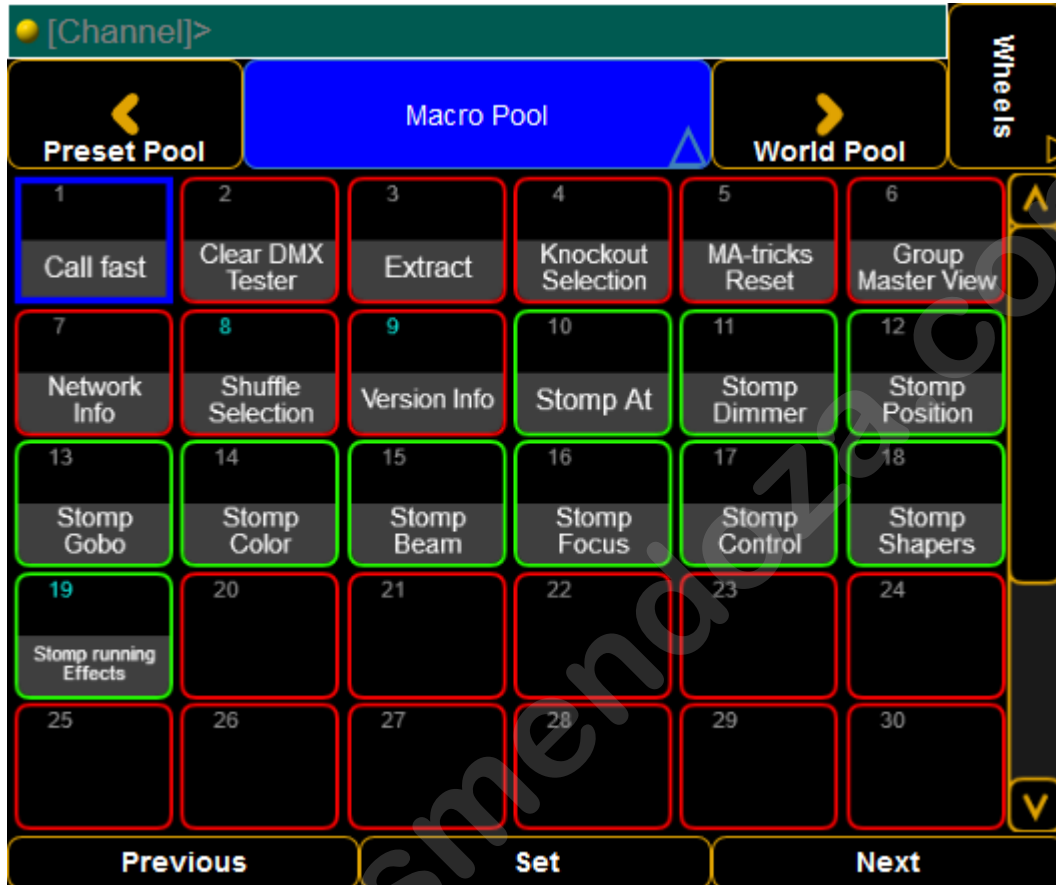 [Channel]>
Wheels
Preset Pool
Macro Pool
World Pool
1
Call fast
2
Clear DMX
Tester
3
Extract
4
Knockout
Selection
5
MA-tricks
Reset
6
Group
Master View
7
Network
Info
8
Shuffle
Selection
9
Version Info
10
Stomp At
11
Stomp
Dimmer
12
Stomp
Position
13
Stomp
Gobo
14
Stomp
Color
15
Stomp
Beam
16
Stomp
Focus
17
Stomp
Control
18
Stomp
Shapers
19
Stomp running
Effects
20
21
22
23
24
25
26
27
28
29
30
Previous
Set
Next